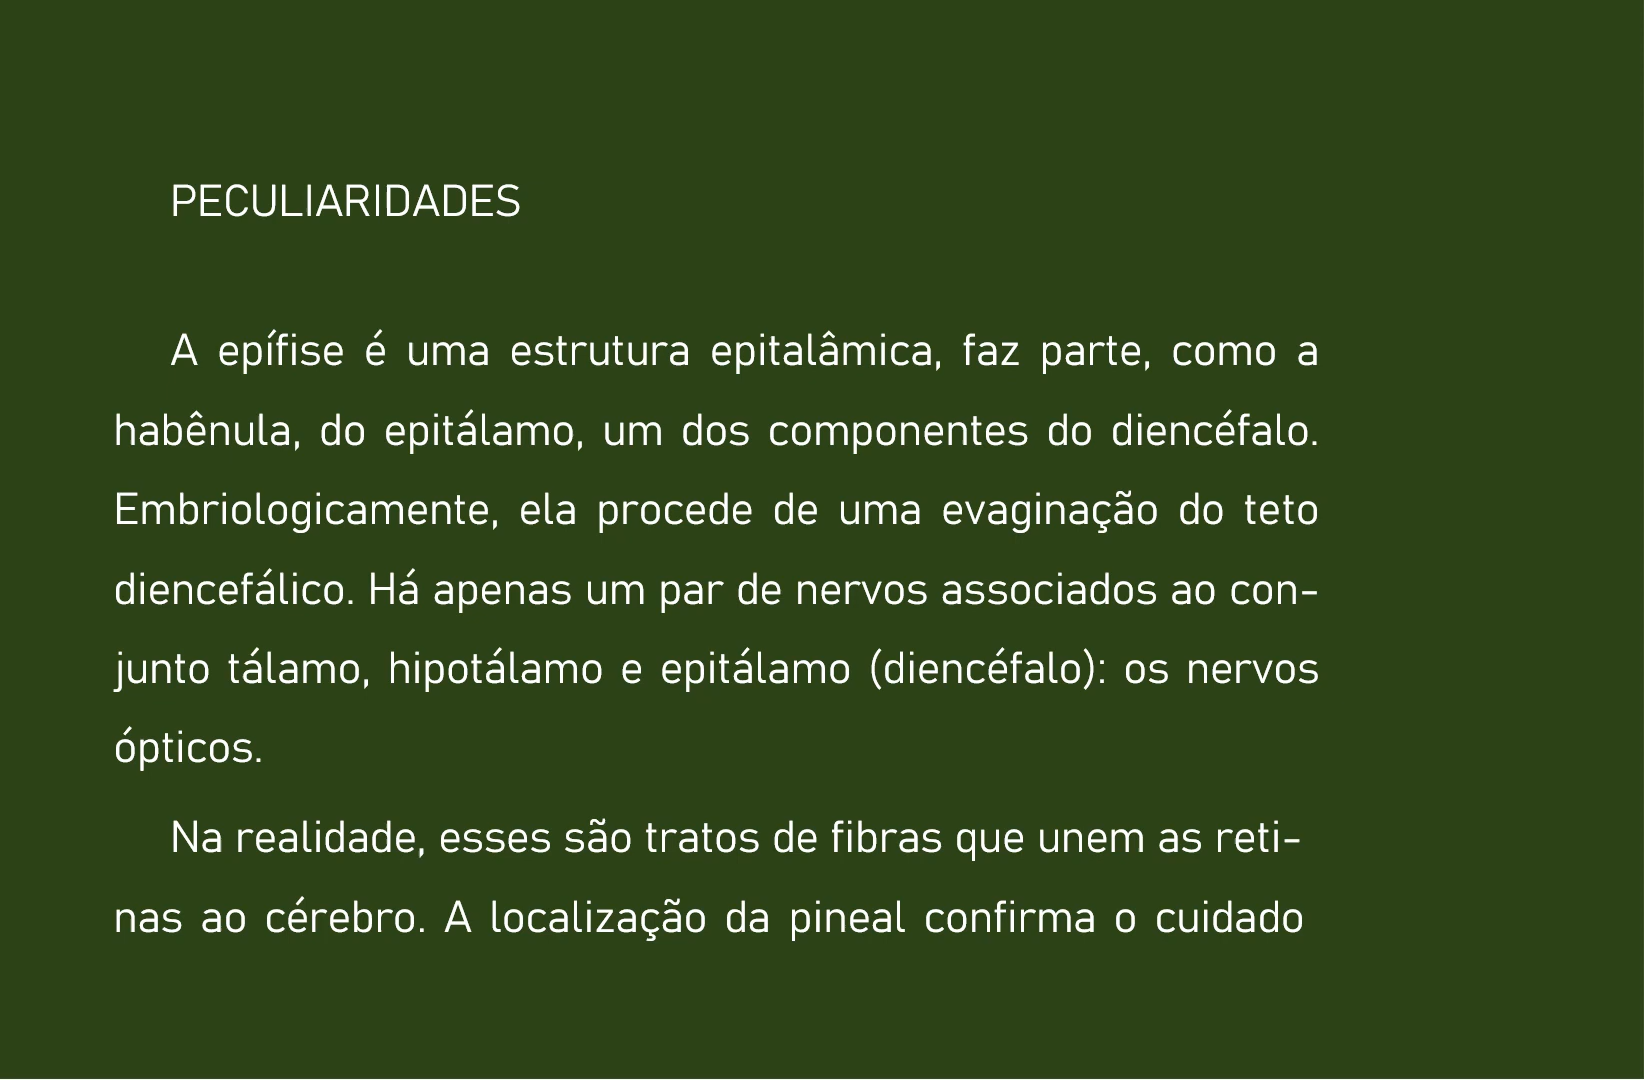 PECULIARIDADES
A epífise é uma estrutura epitalâmica, faz parte, como a
habênula, do epitálamo, um dos componentes do diencéfalo.
Embriologicamente, ela procede de uma evaginação do teto
diencefálico. Há apenas um par de nervos associados ao con-
junto tálamo, hipotálamo e epitálamo (diencéfalo): os nervos
ópticos.
Na realidade, esses são tratos de fibras que unem as reti-
nas ao cérebro. A localização da pineal confirma o cuidado